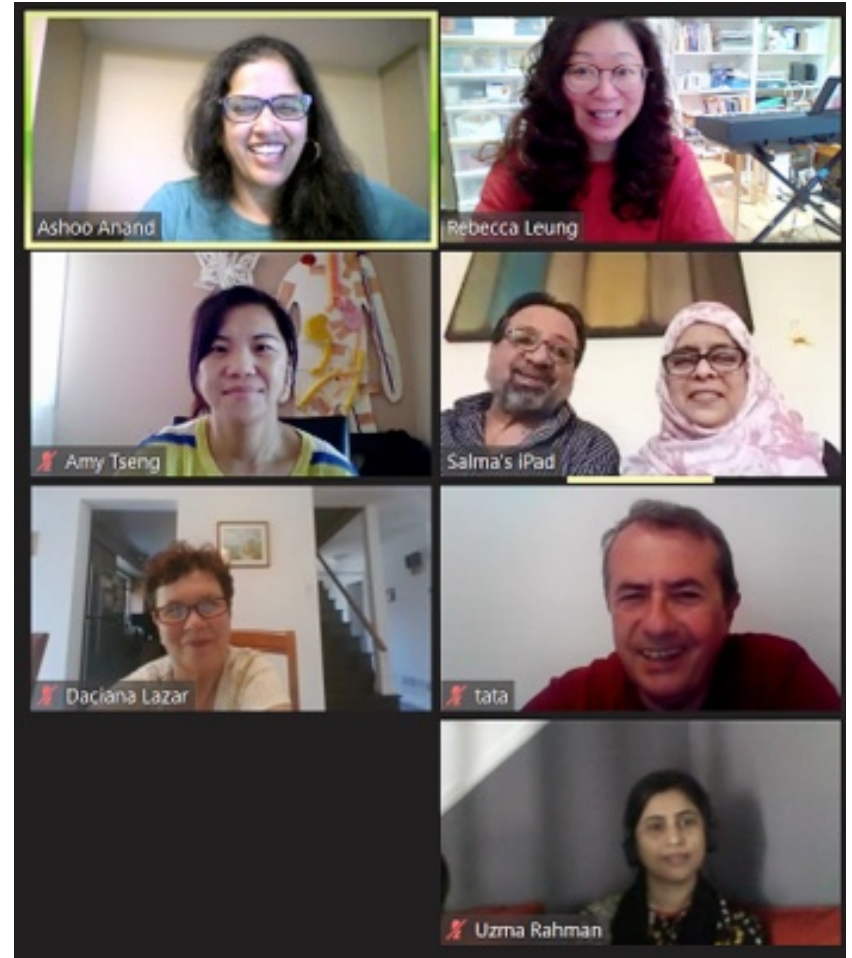 Ashoo Anand
Rebecca Leung
Amy Tseng
Salma's iPad
Daciana Lazar
tata
Uzma Rahman